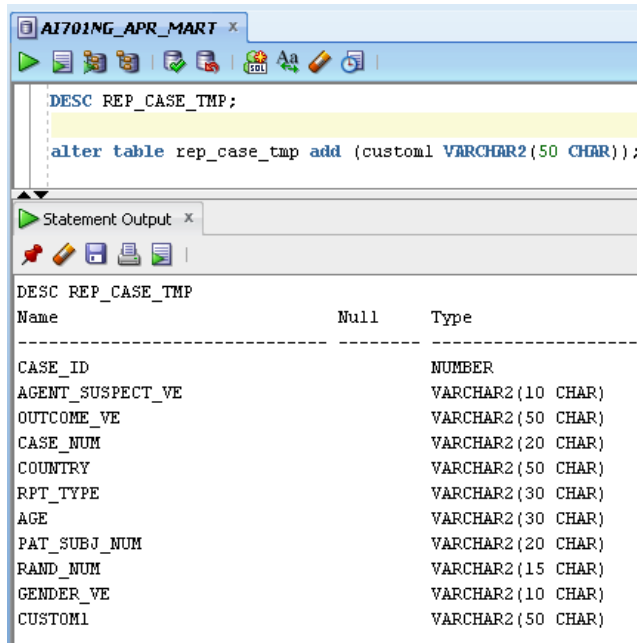 AI701NG_APR_MART x
SQL Aa
DESC REP_CASE_TMP;
alter table rep_case_tmp add (custom1 VARCHAR2(50 CHAR));
Statement Output x
DESC REP_CASE_TMP
Name Null Type
------------------------------ -------- --------------------
CASE_ID NUMBER
AGENT_SUSPECT_VE VARCHAR2(10 CHAR)
OUTCOME_VE VARCHAR2(50 CHAR)
CASE_NUM VARCHAR2(20 CHAR)
COUNTRY VARCHAR2(50 CHAR)
RPT_TYPE VARCHAR2(30 CHAR)
AGE VARCHAR2(30 CHAR)
PAT_SUBJ_NUM VARCHAR2(20 CHAR)
RAND_NUM VARCHAR2(15 CHAR)
GENDER_VE VARCHAR2(10 CHAR)
CUSTOM1 VARCHAR2(50 CHAR)